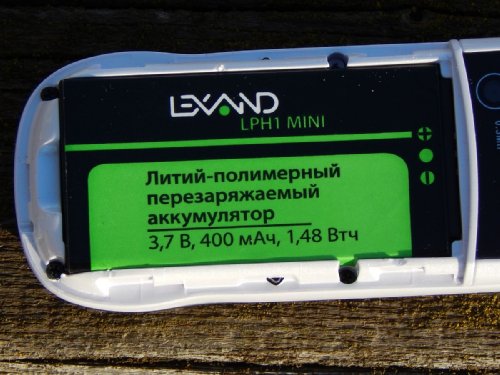 LEXAND
LPH1 MINI
Литий-полимерный
перезаряжаемый
аккумулятор
3,7 В, 400 мАч, 1,48 Втч